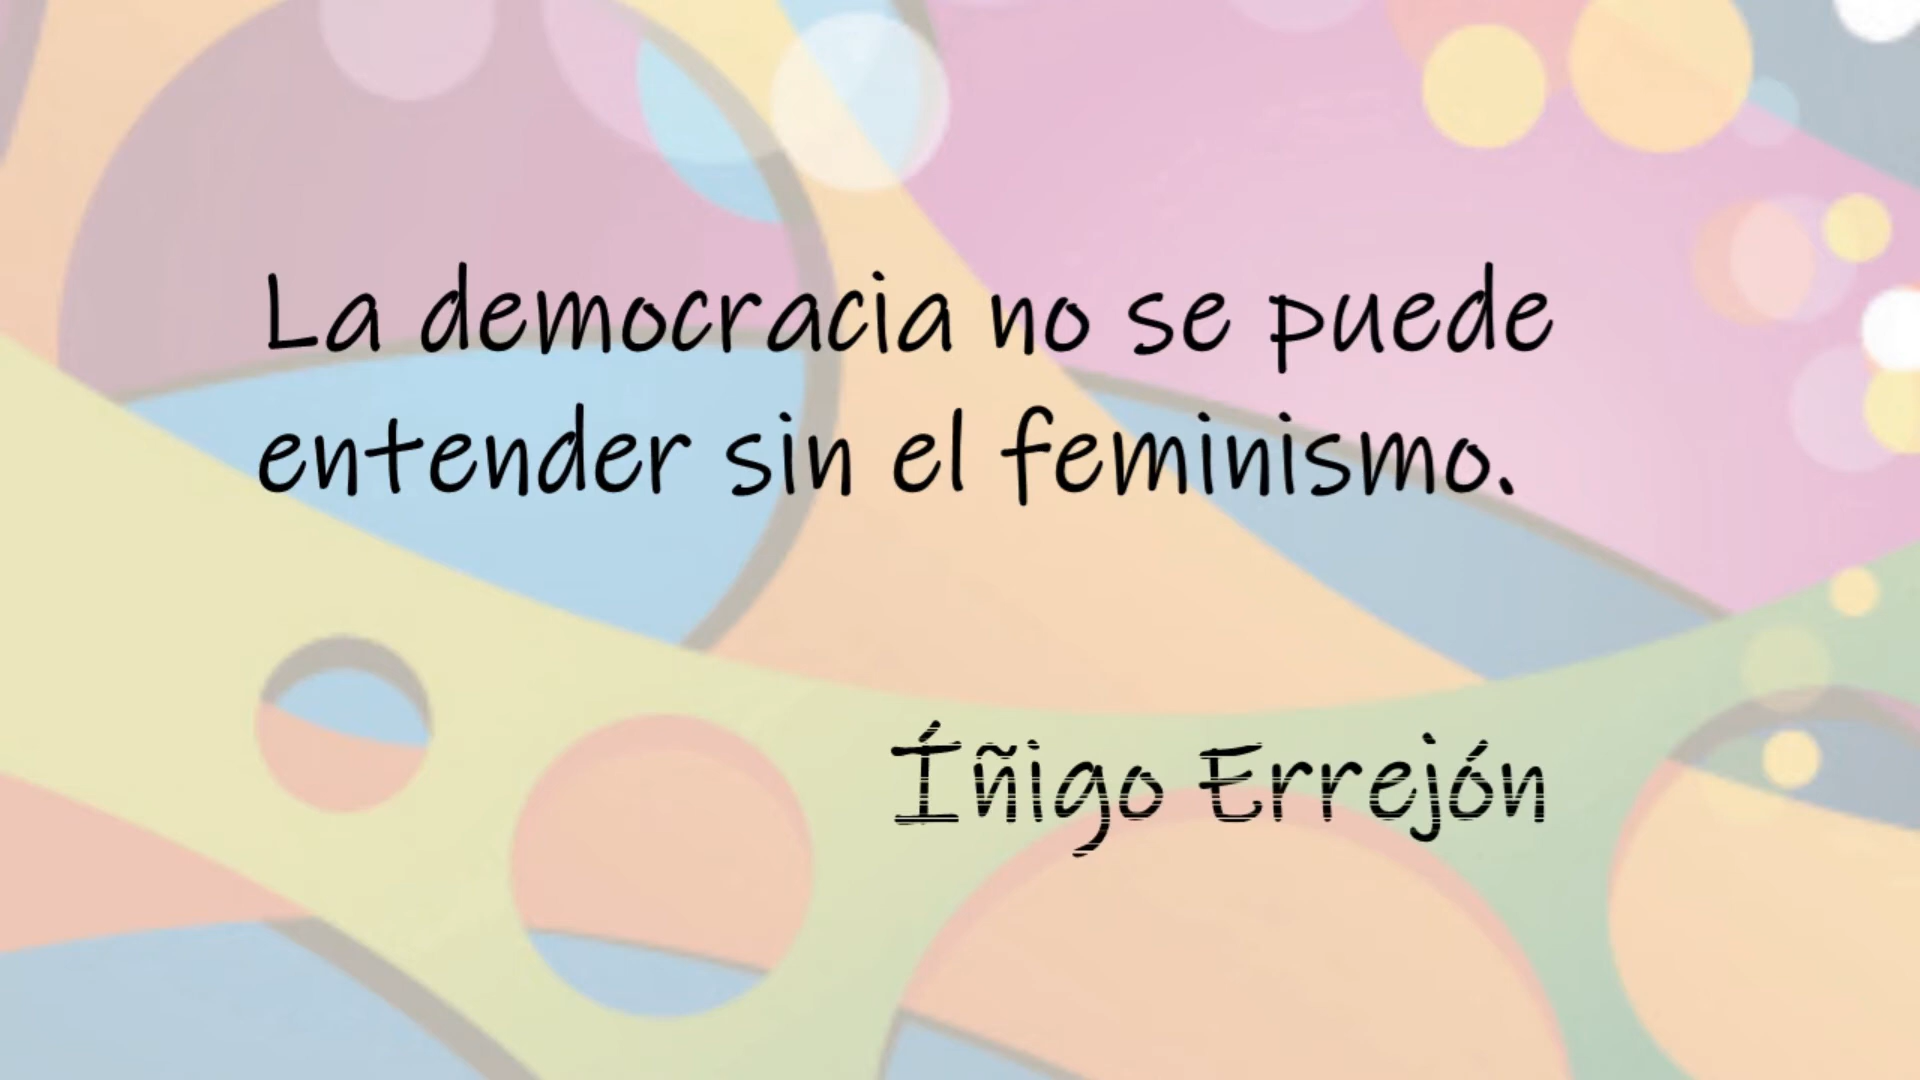 La democracia no se puede
entender sin el feminismo.
Íñigo Errejón